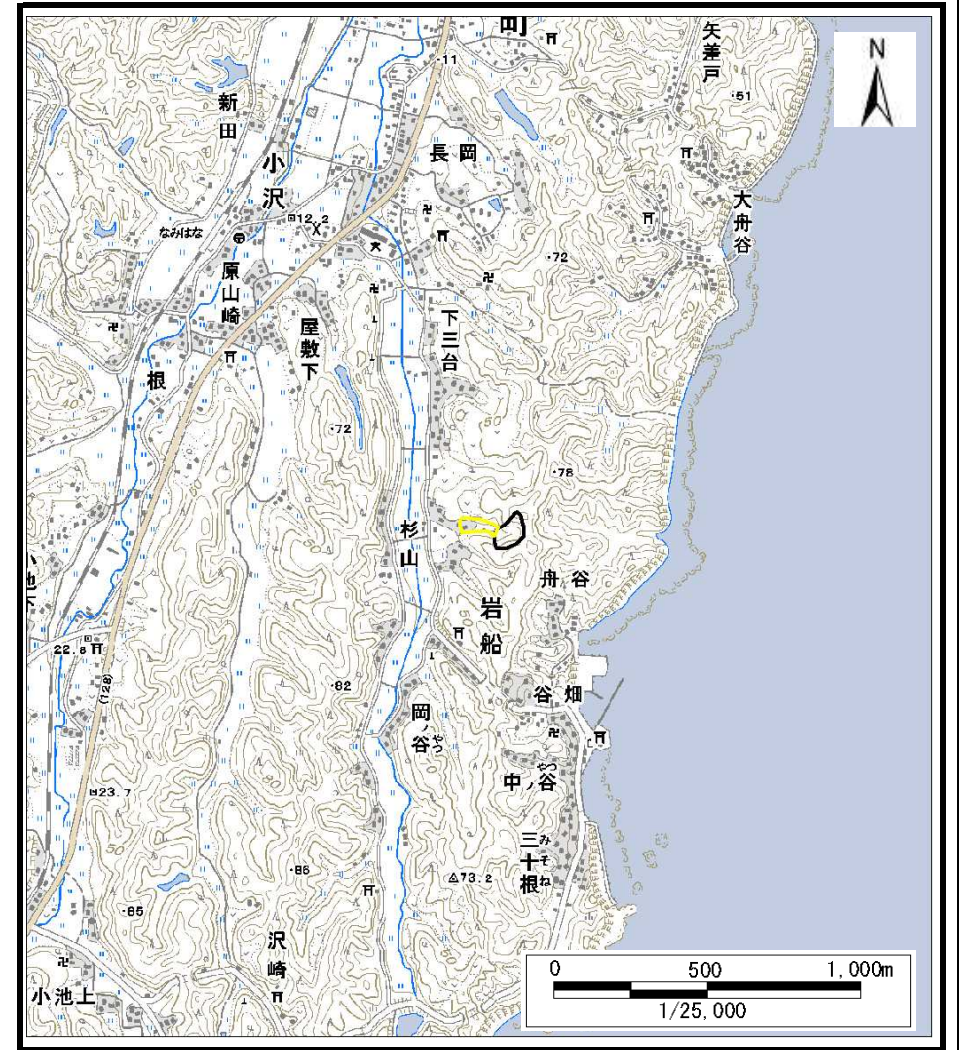 町
矢差戸
N
・11
・51
新田
小沢
長岡
大舟谷
12.2
なみはな
・72
原山崎
下三台
屋敷下
根
・72
・78
杉山
舟谷
岩船
22.8
(128)
・82
谷畑
岡ノ谷
やつ
中ノ谷
やつ
23.7
三十根
みそね
・86
73.2
・85
沢崎
小池上
0 500 1,000m
1/25,000